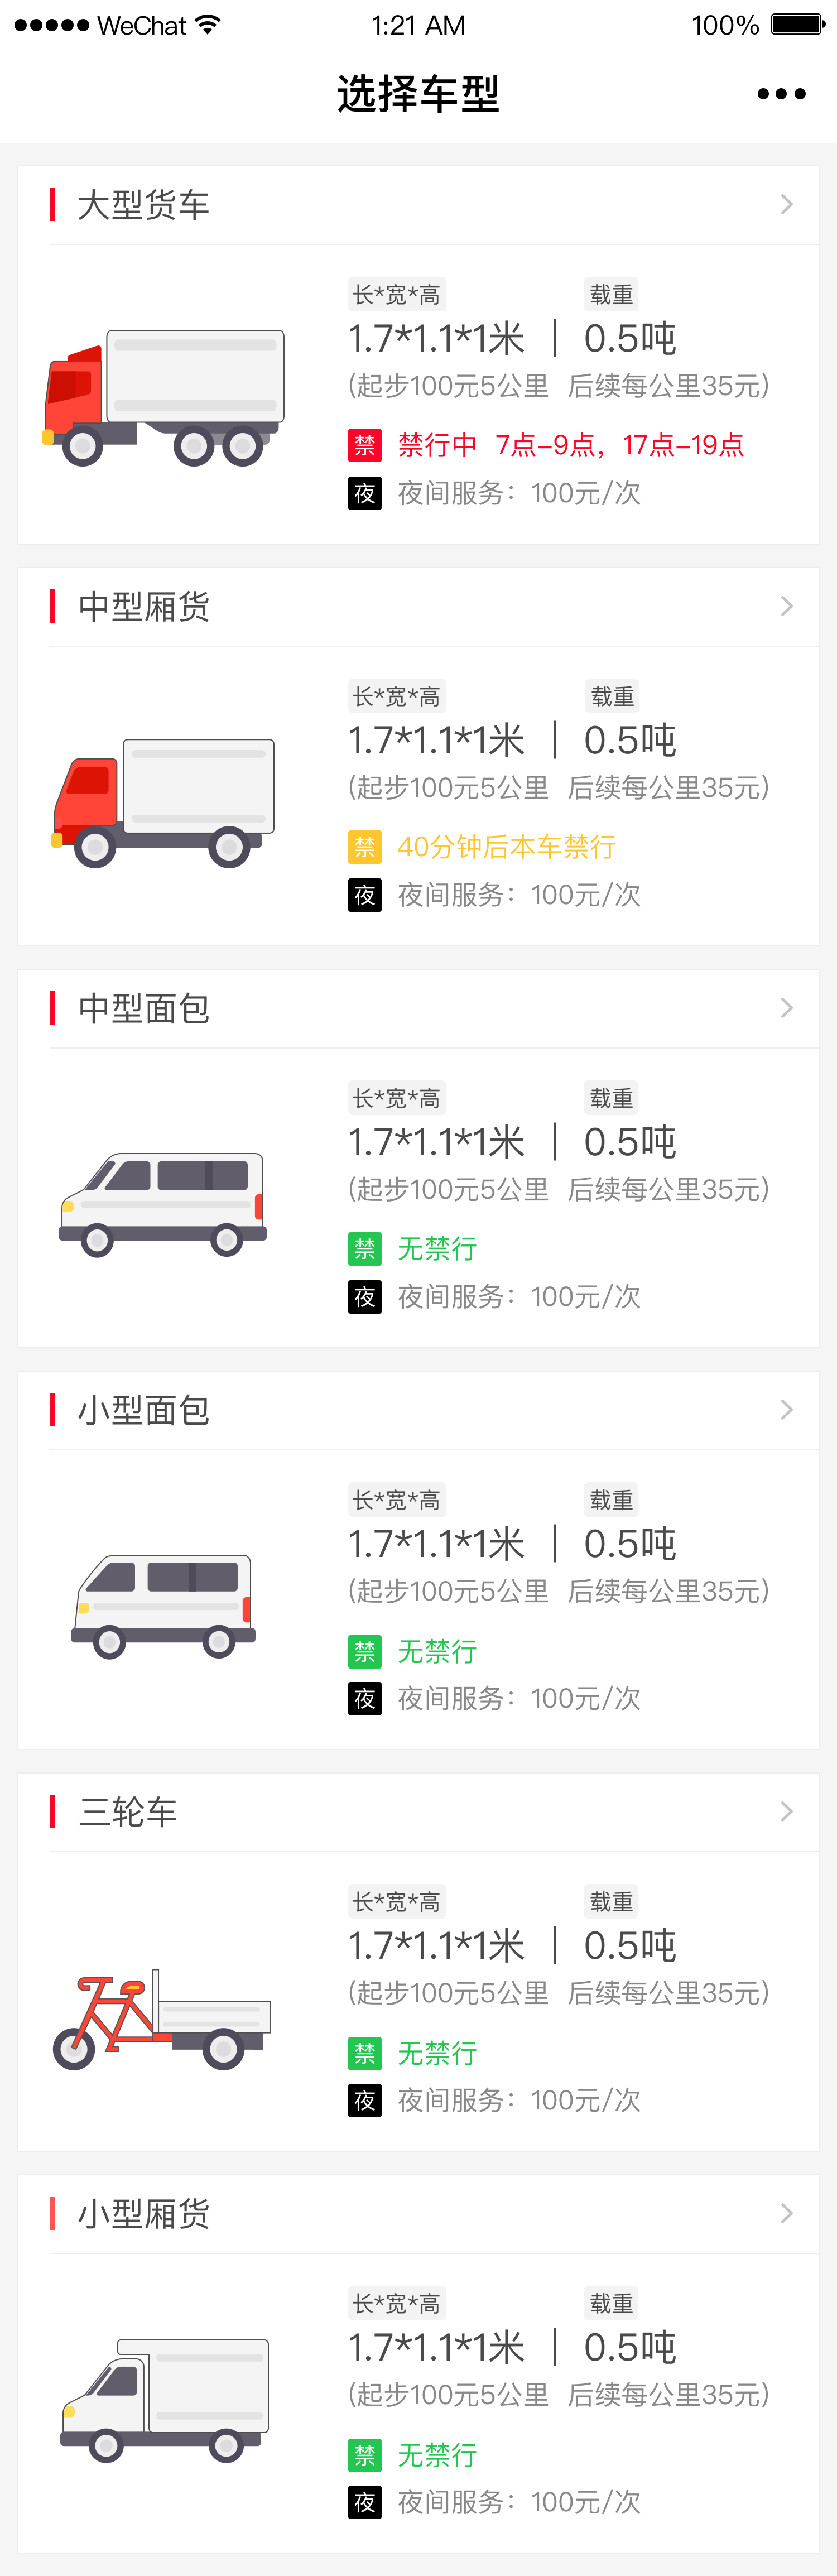 WeChat 1:21 AM 100%
选择车型
大型货车
长*宽*高 载重
1.7*1.1*1米 | 0.5吨
(起步100元5公里 后续每公里35元)
禁 禁行中 7点-9点，17点-19点
夜 夜间服务：100元/次
中型厢货
长*宽*高 载重
1.7*1.1*1米 | 0.5吨
(起步100元5公里 后续每公里35元)
禁 40分钟后本车禁行
夜 夜间服务：100元/次
中型面包
长*宽*高 载重
1.7*1.1*1米 | 0.5吨
(起步100元5公里 后续每公里35元)
禁 无禁行
夜 夜间服务：100元/次
小型面包
长*宽*高 载重
1.7*1.1*1米 | 0.5吨
(起步100元5公里 后续每公里35元)
禁 无禁行
夜 夜间服务：100元/次
三轮车
长*宽*高 载重
1.7*1.1*1米 | 0.5吨
(起步100元5公里 后续每公里35元)
禁 无禁行
夜 夜间服务：100元/次
小型厢货
长*宽*高 载重
1.7*1.1*1米 | 0.5吨
(起步100元5公里 后续每公里35元)
禁 无禁行
夜 夜间服务：100元/次